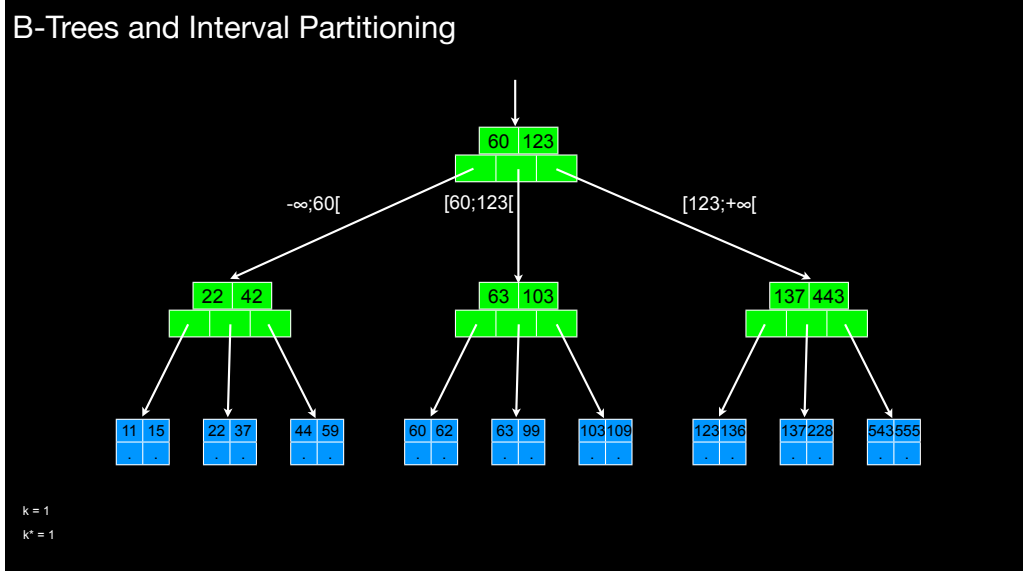 B-Trees and Interval Partitioning
60 123
-∞;60[ [60;123[ [123;+∞[
22 42 63 103 137 443
11 15 22 37 44 59 60 62 63 99 103 109 123 136 137 228 543 555
. . . . . . . . . . . . . . . . . .
k = 1
k* = 1